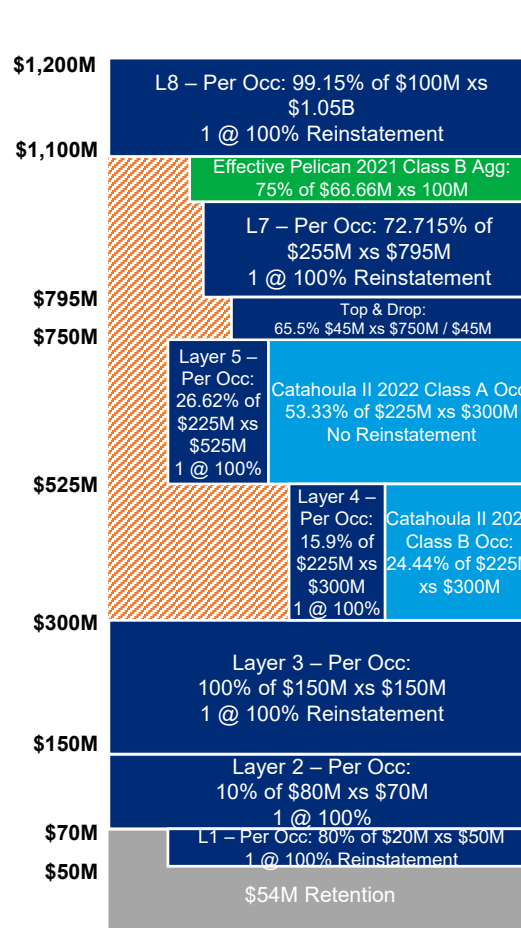 $1,200M
L8 – Per Occ: 99.15% of $100M xs
$1.05B
1 @ 100% Reinstatement
$1,100M
Effective Pelican 2021 Class B Agg:
75% of $66.66M xs 100M
L7 – Per Occ: 72.715% of
$255M xs $795M
1 @ 100% Reinstatement
$795M
Top & Drop:
65.5% $45M xs $750M / $45M
$750M
Layer 5 –
Per Occ:
26.62% of
$225M xs
$525M
1 @ 100%
Catahoula II 2022 Class A Occ
53.33% of $225M xs $300M
No Reinstatement
$525M
Layer 4 –
Per Occ:
15.9% of
$225M xs
$300M
1 @ 100%
Catahoula II 202
Class B Occ:
24.44% of $225M
xs $300M
$300M
Layer 3 – Per Occ:
100% of $150M xs $150M
1 @ 100% Reinstatement
$150M
Layer 2 – Per Occ:
10% of $80M xs $70M
1 @ 100%
$70M
L1 – Per Occ: 80% of $20M xs $50M
1 @ 100% Reinstatement
$50M
$54M Retention